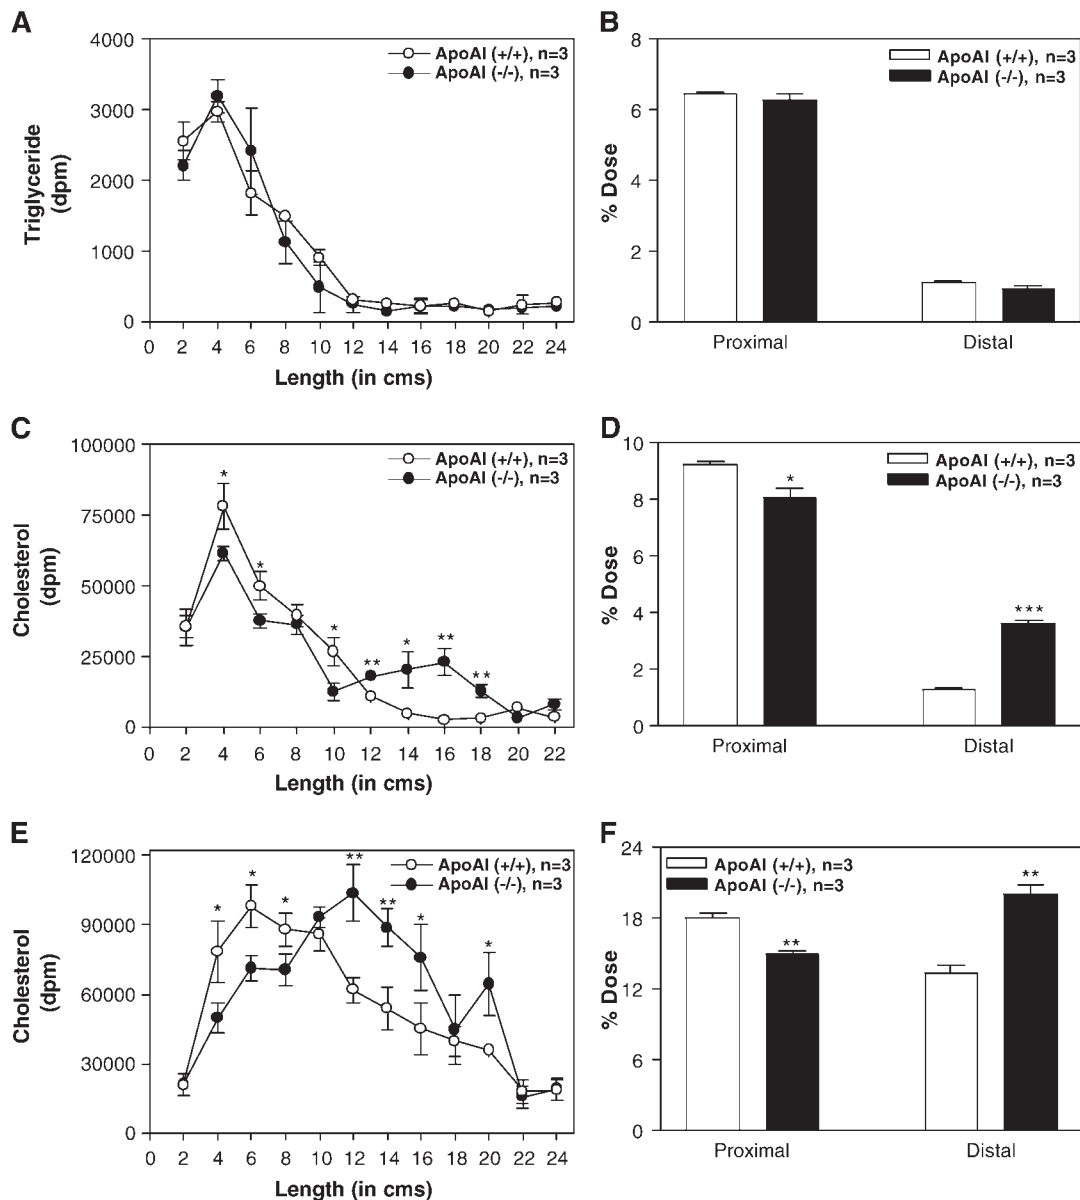 A
4000
3000
2000
1000
0
Triglyceride
(dpm)
ApoAI (+/+), n=3
ApoAI (-/-), n=3
0 2 4 6 8 10 12 14 16 18 20 22 24
Length (in cms)
B
8
6
4
2
0
% Dose
ApoAI (+/+), n=3
ApoAI (-/-), n=3
Proximal Distal
C
100000
75000
50000
25000
0
Cholesterol
(dpm)
ApoAI (+/+), n=3
ApoAI (-/-), n=3
* * * ** * ** **
0 2 4 6 8 10 12 14 16 18 20 22
Length (in cms)
D
10
8
6
4
2
0
% Dose
ApoAI (+/+), n=3
ApoAI (-/-), n=3
* ***
Proximal Distal
E
120000
90000
60000
30000
0
Cholesterol
(dpm)
ApoAI (+/+), n=3
ApoAI (-/-), n=3
* * * ** ** * *
0 2 4 6 8 10 12 14 16 18 20 22 24
Length (in cms)
F
24
18
12
6
0
% Dose
ApoAI (+/+), n=3
ApoAI (-/-), n=3
** **
Proximal Distal